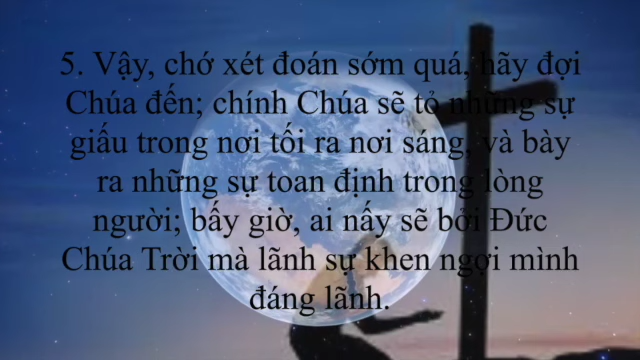 5. Vậy, chớ xét đoán sớm quá, hãy đợi
Chúa đến; chính Chúa sẽ tỏ những sự
giấu trong nơi tối ra nơi sáng, và bày
ra những sự toan định trong lòng
người; bấy giờ, ai nấy sẽ bởi Đức
Chúa Trời mà lãnh sự khen ngợi mình
đáng lãnh.